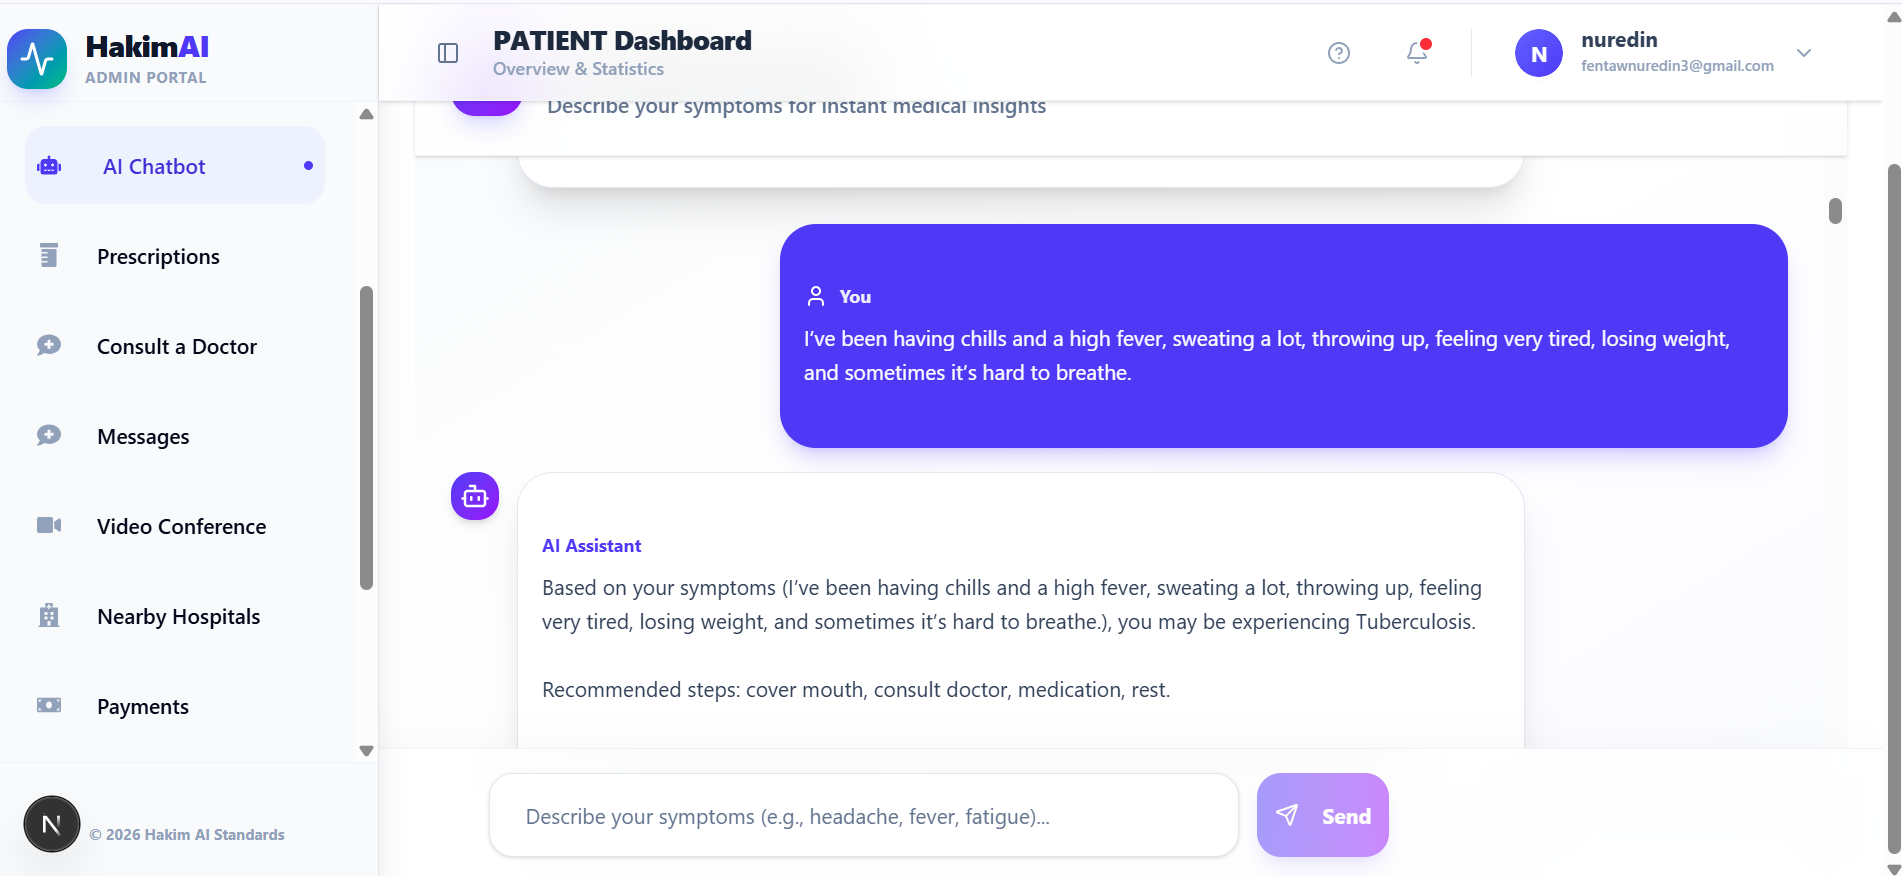 HakimAI
ADMIN PORTAL
AI Chatbot
Prescriptions
Consult a Doctor
Messages
Video Conference
Nearby Hospitals
Payments
N
© 2026 Hakim AI Standards
PATIENT Dashboard
Overview & Statistics
N
nuredin
fentawnuredin3@gmail.com
Describe your symptoms for instant medical insights
You
I’ve been having chills and a high fever, sweating a lot, throwing up, feeling very tired, losing weight,
and sometimes it’s hard to breathe.
AI Assistant
Based on your symptoms (I’ve been having chills and a high fever, sweating a lot, throwing up, feeling
very tired, losing weight, and sometimes it’s hard to breathe.), you may be experiencing Tuberculosis.
Recommended steps: cover mouth, consult doctor, medication, rest.
Describe your symptoms (e.g., headache, fever, fatigue)...
Send